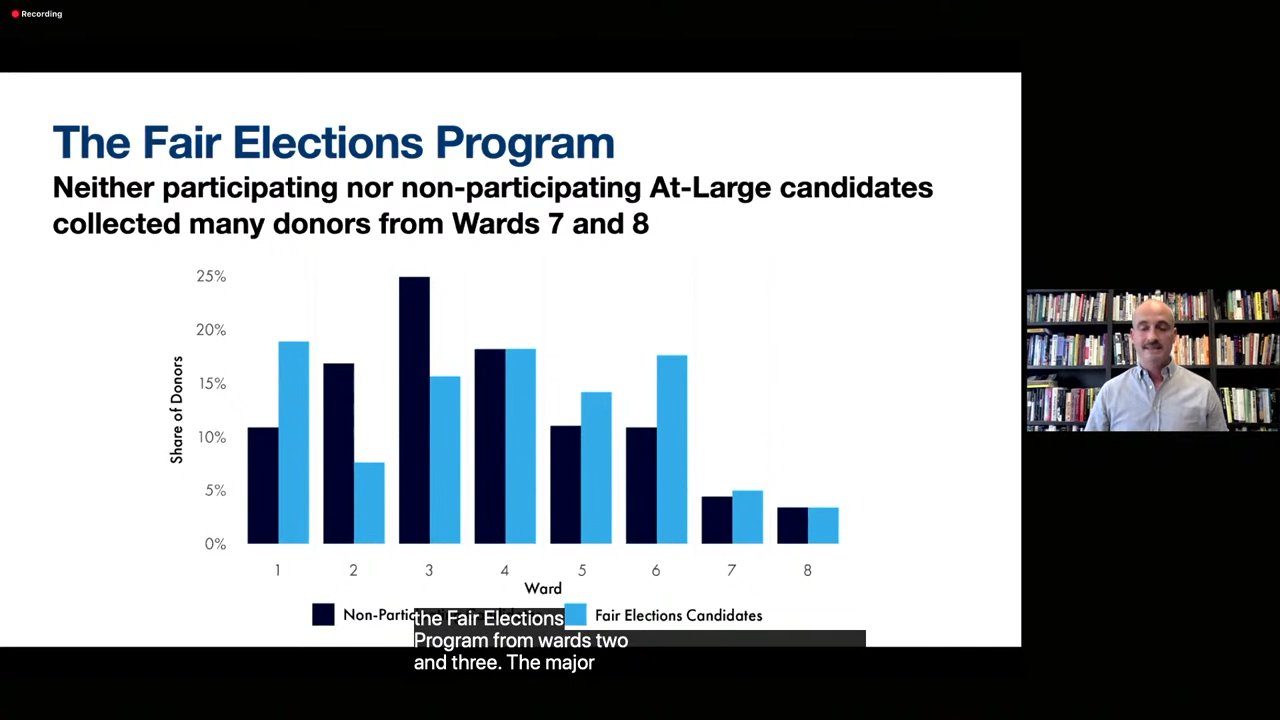 Recording
The Fair Elections Program
Neither participating nor non-participating At-Large candidates
collected many donors from Wards 7 and 8
25%
20%
15%
10%
5%
0%
Share of Donors
1 2 3 4 5 6 7 8
Ward
Fair Elections Candidates
the Fair Elections
Program from wards two
and three. The major